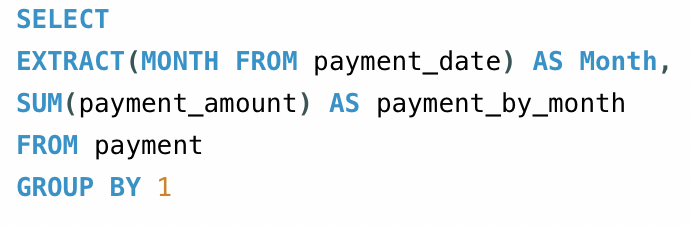 SELECT
EXTRACT(MONTH FROM payment_date) AS Month,
SUM(payment_amount) AS payment_by_month
FROM payment
GROUP BY 1